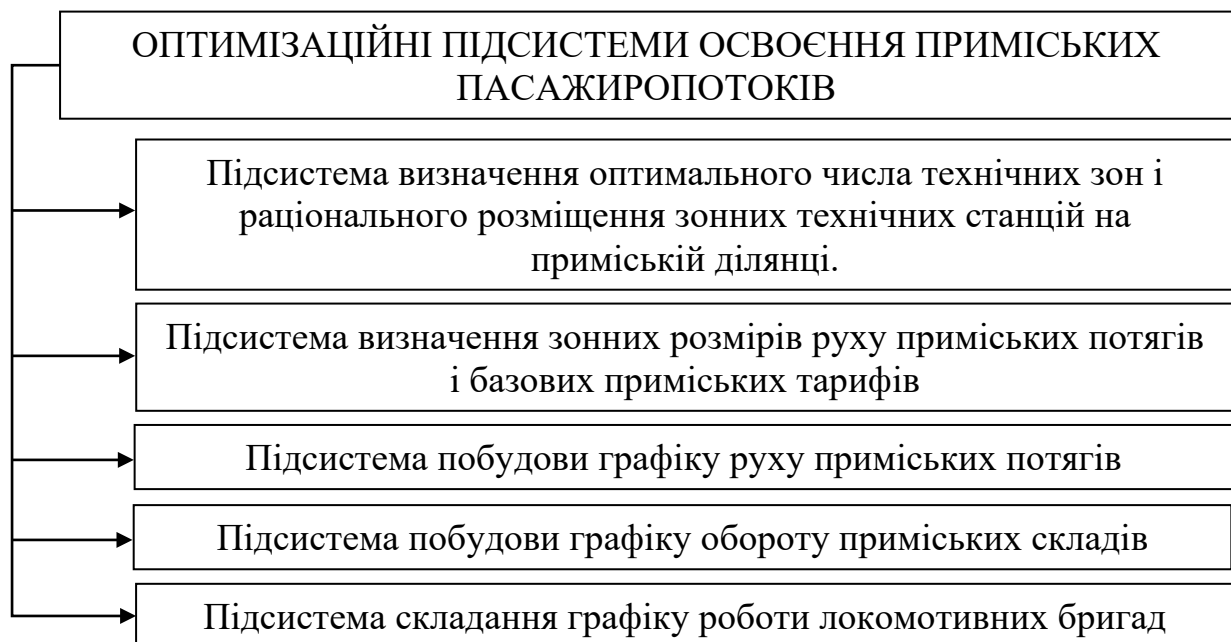 ОПТИМІЗАЦІЙНІ ПІДСИСТЕМИ ОСВОЄННЯ ПРИМІСЬКИХ
ПАСАЖИРОПОТОКІВ
Підсистема визначення оптимального числа технічних зон і
раціонального розміщення зонних технічних станцій на
приміській ділянці.
Підсистема визначення зонних розмірів руху приміських потягів
і базових приміських тарифів
Підсистема побудови графіку руху приміських потягів
Підсистема побудови графіку обороту приміських складів
Підсистема складання графіку роботи локомотивних бригад